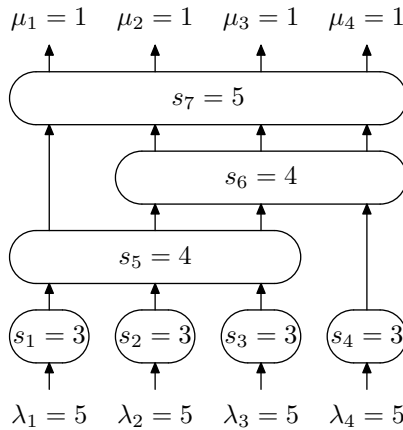 μ₁ = 1 μ₂ = 1 μ₃ = 1 μ₄ = 1
s₇ = 5
s₆ = 4
s₅ = 4
s₁ = 3 s₂ = 3 s₃ = 3 s₄ = 3
λ₁ = 5 λ₂ = 5 λ₃ = 5 λ₄ = 5